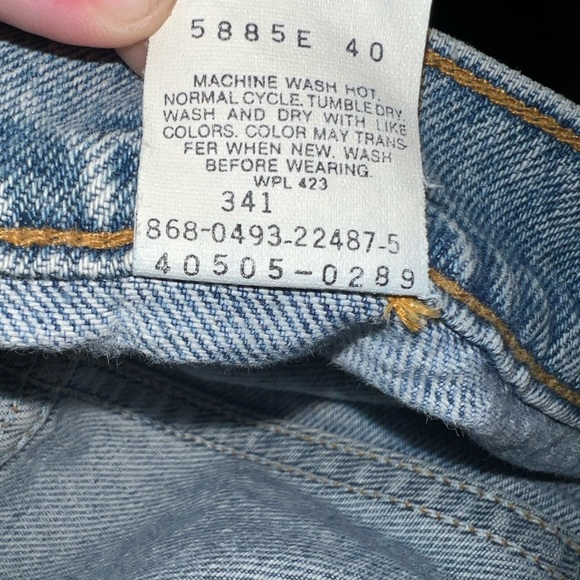 5885E 40
MACHINE WASH HOT,
NORMAL CYCLE. TUMBLE DRY.
WASH AND DRY WITH LIKE
COLORS. COLOR MAY TRANS
FER WHEN NEW. WASH
BEFORE WEARING.
WPL 423
341
868-0493-22487-5
40505-0289